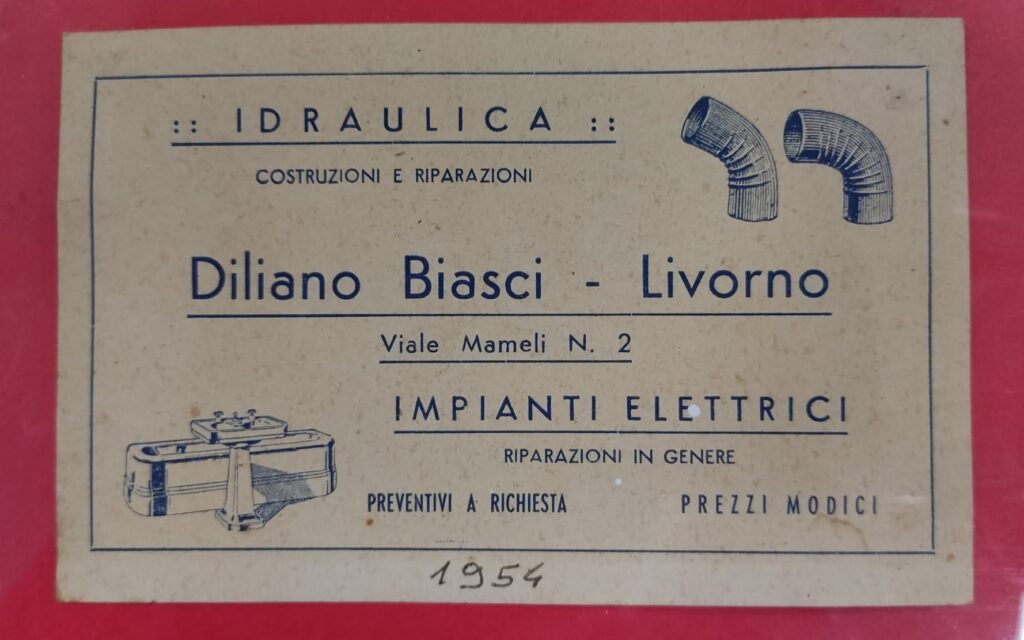 :: IDRAULICA ::
COSTRUZIONI E RIPARAZIONI
Diliano Biasci - Livorno
Viale Mameli N. 2
IMPIANTI ELETTRICI
RIPARAZIONI IN GENERE
PREVENTIVI A RICHIESTA PREZZI MODICI
1954